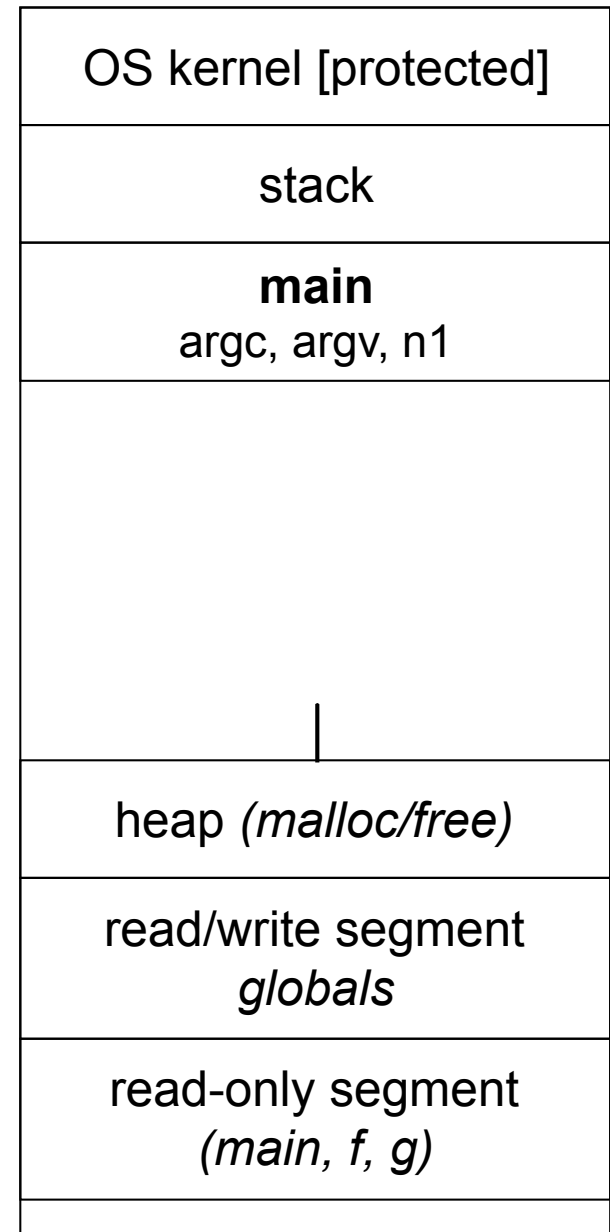 OS kernel [protected]
stack
main
argc, argv, n1
heap (malloc/free)
read/write segment
globals
read-only segment
(main, f, g)